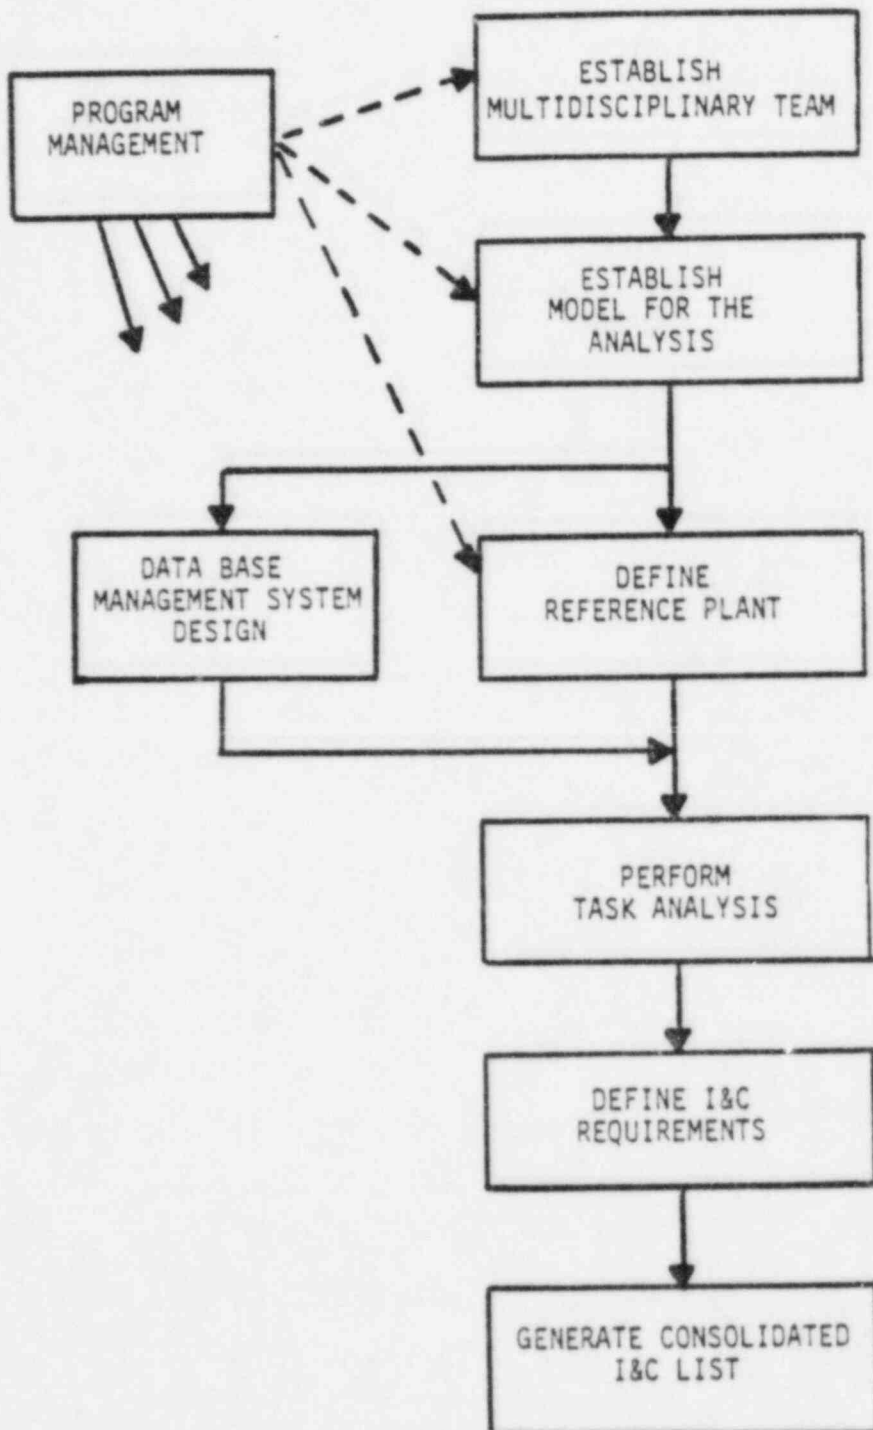 PROGRAM
MANAGEMENT
ESTABLISH
MULTIDISCIPLINARY TEAM
ESTABLISH
MODEL FOR THE
ANALYSIS
DATA BASE
MANAGEMENT SYSTEM
DESIGN
DEFINE
REFERENCE PLANT
PERFORM
TASK ANALYSIS
DEFINE I&C
REQUIREMENTS
GENERATE CONSOLIDATED
I&C LIST